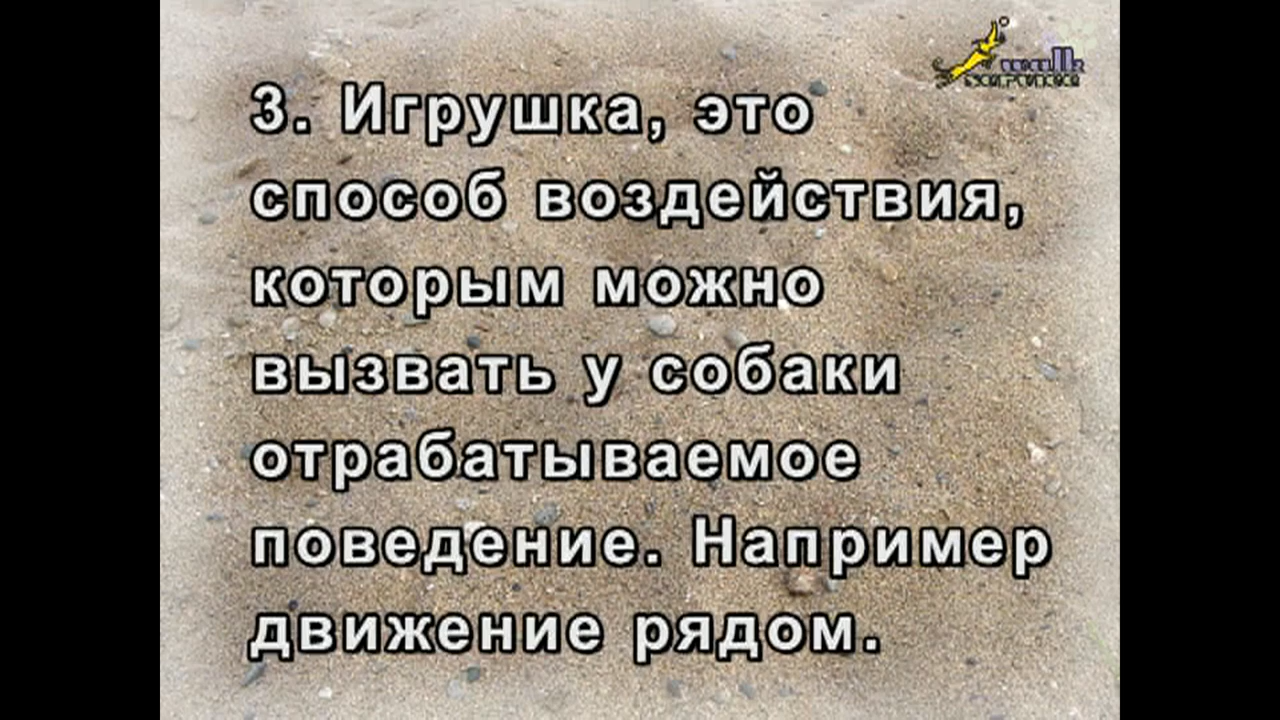 3. Игрушка, это
способ воздействия,
которым можно
вызвать у собаки
отрабатываемое
поведение. Например
движение рядом.